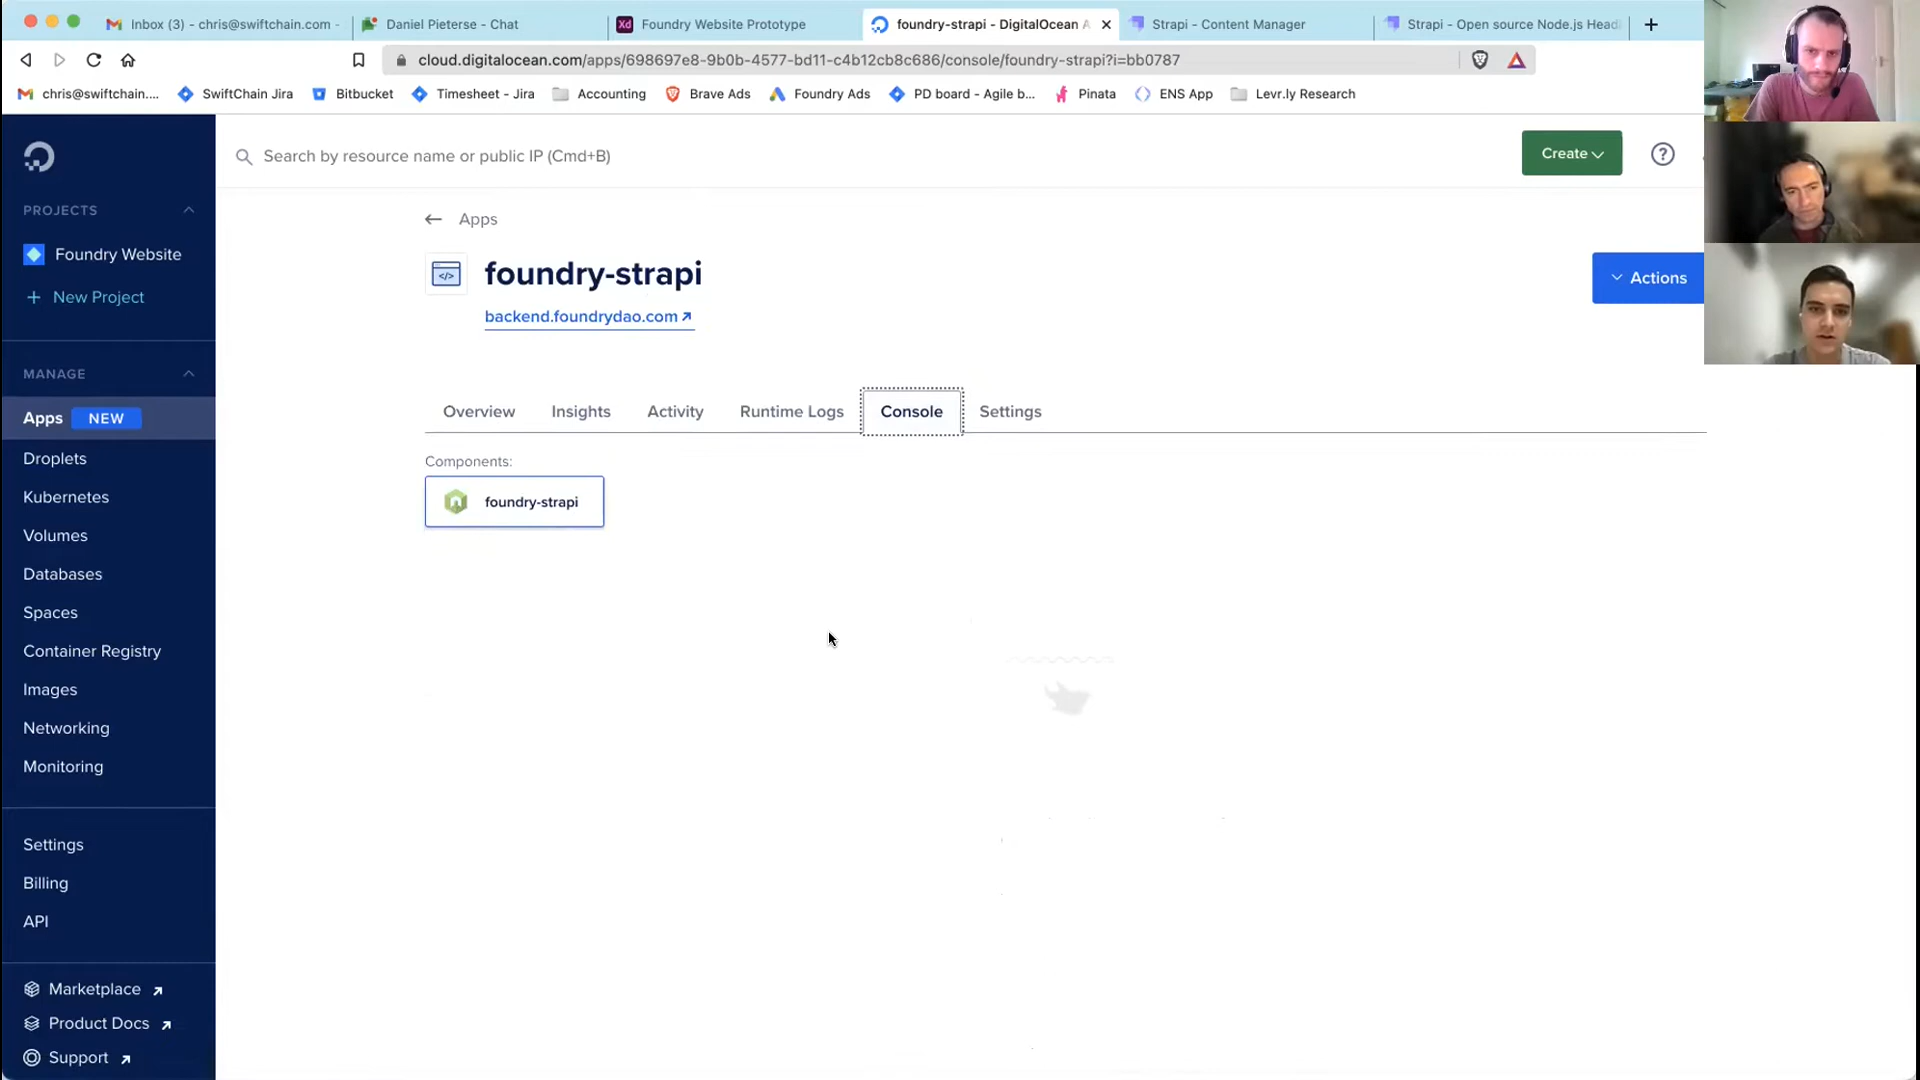 Inbox (3) - chris@swiftchain.com -
Daniel Pieterse - Chat
Xd Foundry Website Prototype
foundry-strapi - DigitalOcean A
Strapi - Content Manager
Strapi - Open source Node.js Head
cloud.digitalocean.com/apps/698697e8-9b0b-4577-bd11-c4b12cb8c686/console/foundry-strapi?i=bb0787
chris@swiftchain....
SwiftChain Jira
Bitbucket
Timesheet - Jira
Accounting
Brave Ads
Foundry Ads
PD board - Agile b...
Pinata
ENS App
Levr.ly Research
Search by resource name or public IP (Cmd+B)
Create
PROJECTS
Foundry Website
New Project
MANAGE
Apps NEW
Droplets
Kubernetes
Volumes
Databases
Spaces
Container Registry
Images
Networking
Monitoring
Settings
Billing
API
Marketplace
Product Docs
Support
Apps
foundry-strapi
backend.foundrydao.com
Actions
Overview
Insights
Activity
Runtime Logs
Console
Settings
Components:
foundry-strapi